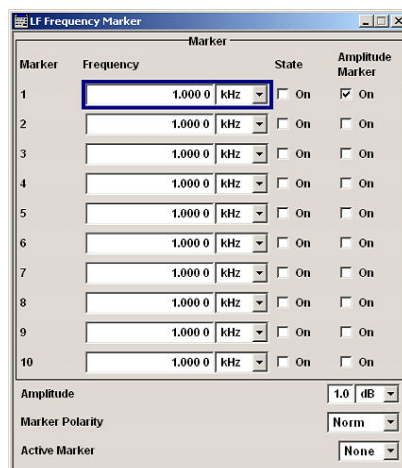 LF Frequency Marker
Marker
Marker Frequency State Amplitude Marker
1 1.000 0 kHz On On
2 1.000 0 kHz On On
3 1.000 0 kHz On On
4 1.000 0 kHz On On
5 1.000 0 kHz On On
6 1.000 0 kHz On On
7 1.000 0 kHz On On
8 1.000 0 kHz On On
9 1.000 0 kHz On On
10 1.000 0 kHz On On
Amplitude 1.0 dB
Marker Polarity Norm
Active Marker None